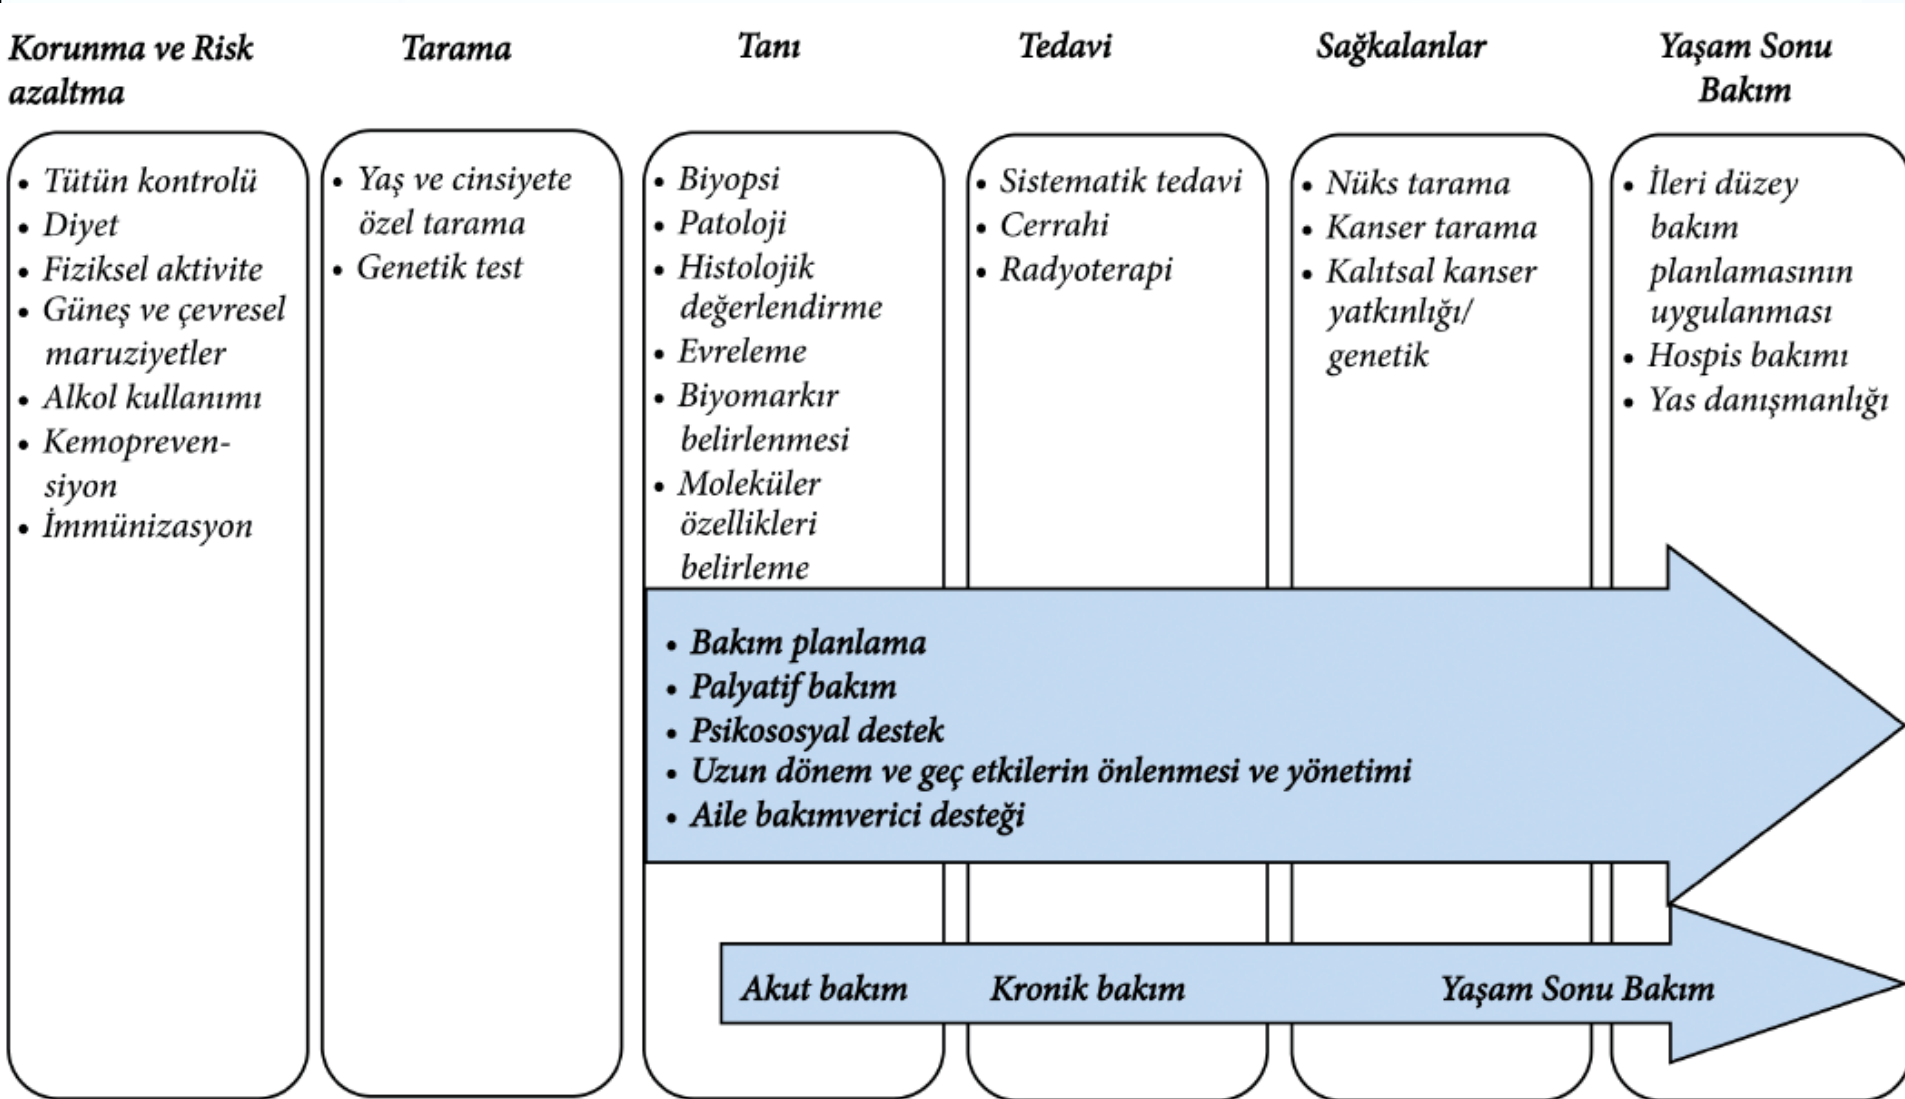 Korunma ve Risk
azaltma
Tarama
Tanı
Tedavi
Sağkalanlar
Yaşam Sonu
Bakım
• Tütün kontrolü
• Diyet
• Fiziksel aktivite
• Güneş ve çevresel
maruziyetler
• Alkol kullanımı
• Kemopreven-
siyon
• İmmünizasyon
• Yaş ve cinsiyete
özel tarama
• Genetik test
• Biyopsi
• Patoloji
• Histolojik
değerlendirme
• Evreleme
• Biyomarkır
belirlenmesi
• Moleküler
özellikleri
belirleme
• Sistematik tedavi
• Cerrahi
• Radyoterapi
• Nüks tarama
• Kanser tarama
• Kalıtsal kanser
yatkınlığı/
genetik
• İleri düzey
bakım
planlamasının
uygulanması
• Hospis bakımı
• Yas danışmanlığı
• Bakım planlama
• Palyatif bakım
• Psikososyal destek
• Uzun dönem ve geç etkilerin önlenmesi ve yönetimi
• Aile bakımverici desteği
Akut bakım
Kronik bakım
Yaşam Sonu Bakım